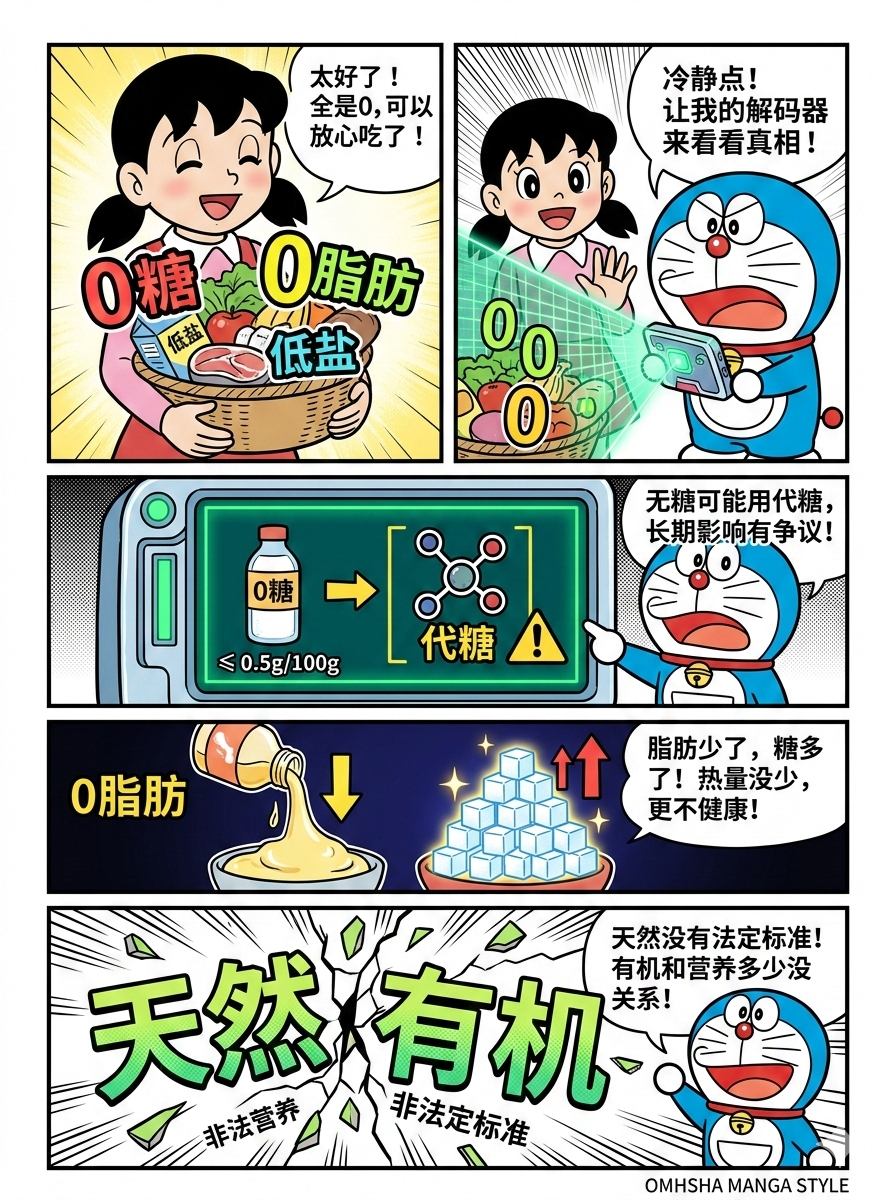 太好了！
全是0，可以
放心吃了！
0糖
0脂肪
低盐
低盐
冷静点！
让我的解码器
来看看真相！
0
0
0
无糖可能用代糖，
长期影响有争议！
0糖
≤ 0.5g/100g
代糖
!
0脂肪
脂肪少了，糖多
了！热量没少，
更不健康！
天然没有法定标准！
有机和营养多少没
关系！
天然
有机
非法营养
非法定标准
OMHSHA MANGA STYLE